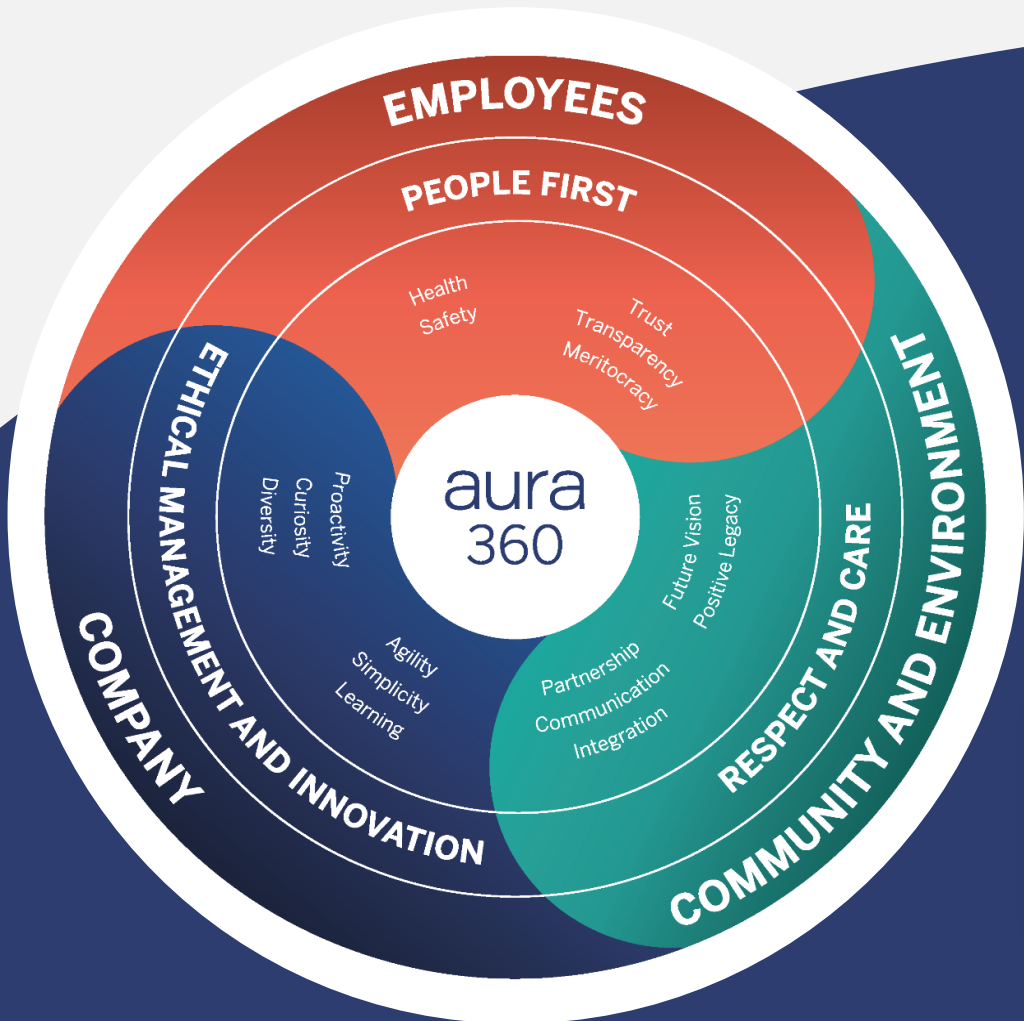 EMPLOYEES
PEOPLE FIRST
Health
Safety
Trust
Transparency
Meritocracy
COMMUNITY AND ENVIRONMENT
RESPECT AND CARE
Future Vision
Positive Legacy
Partnership
Communication
Integration
COMPANY
ETHICAL MANAGEMENT AND INNOVATION
Proactivity
Curiosity
Diversity
Agility
Simplicity
Learning
aura
360